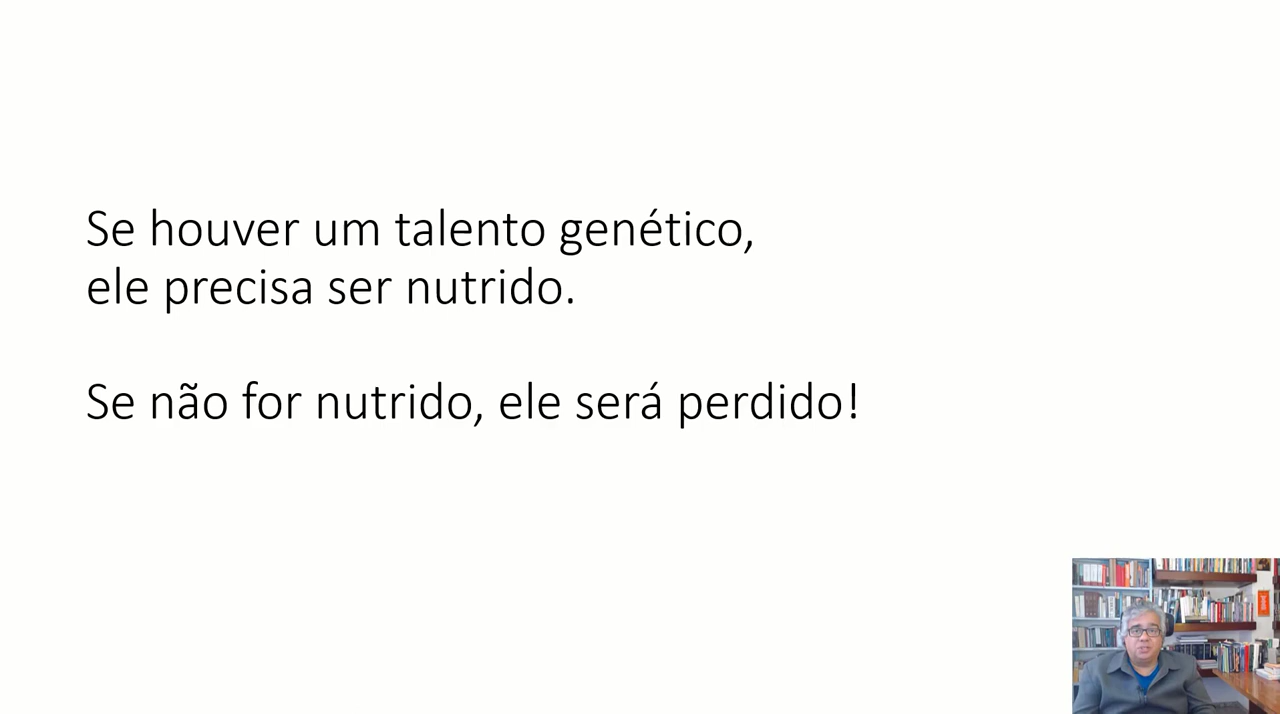 Se houver um talento genético,
ele precisa ser nutrido.
Se não for nutrido, ele será perdido!